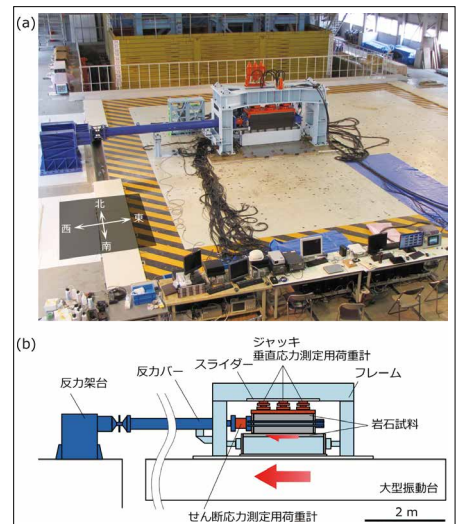 (a)
北
西 東
南
(b)
ジャッキ
垂直応力測定用荷重計
スライダー
フレーム
反力バー
反力架台
岩石試料
大型振動台
せん断応力測定用荷重計
2 m